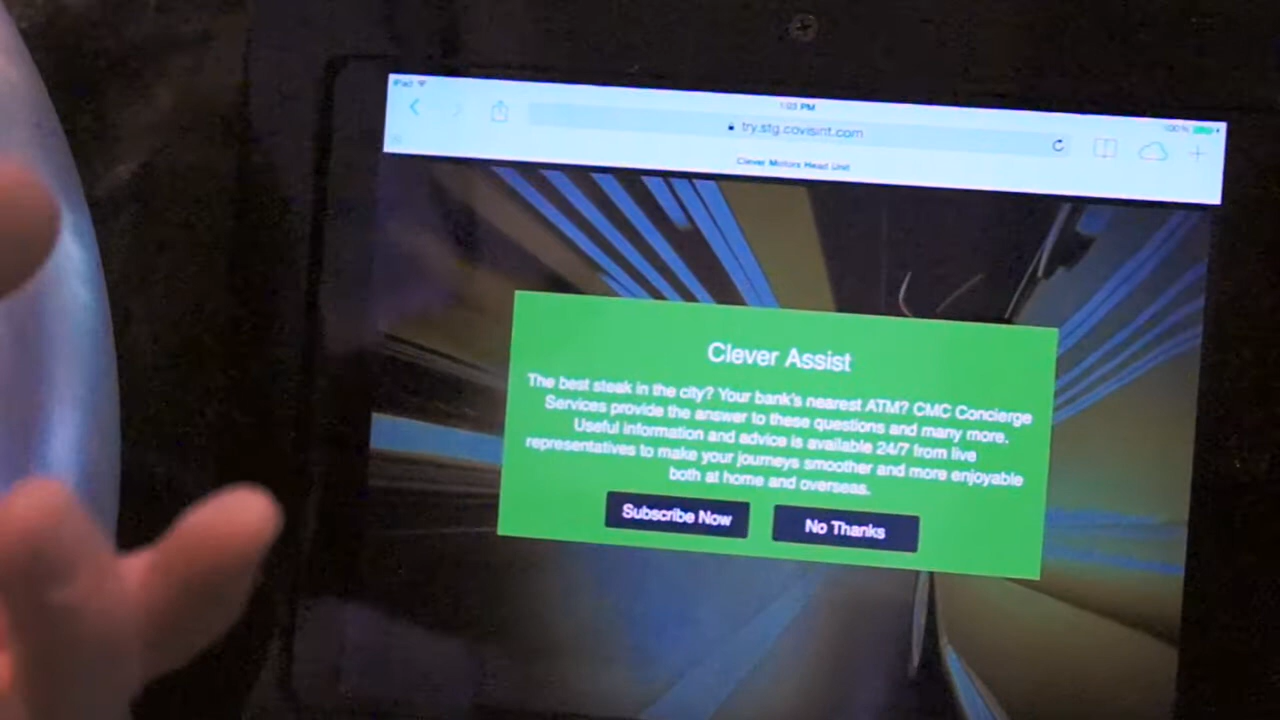 iPad
1:03 PM
100%
try.stg.covisint.com
Clever Motors Head Unit
Clever Assist
The best steak in the city? Your bank's nearest ATM? CMC Concierge
Services provide the answer to these questions and many more.
Useful information and advice is available 24/7 from live
representatives to make your journeys smoother and more enjoyable
both at home and overseas.
Subscribe Now
No Thanks